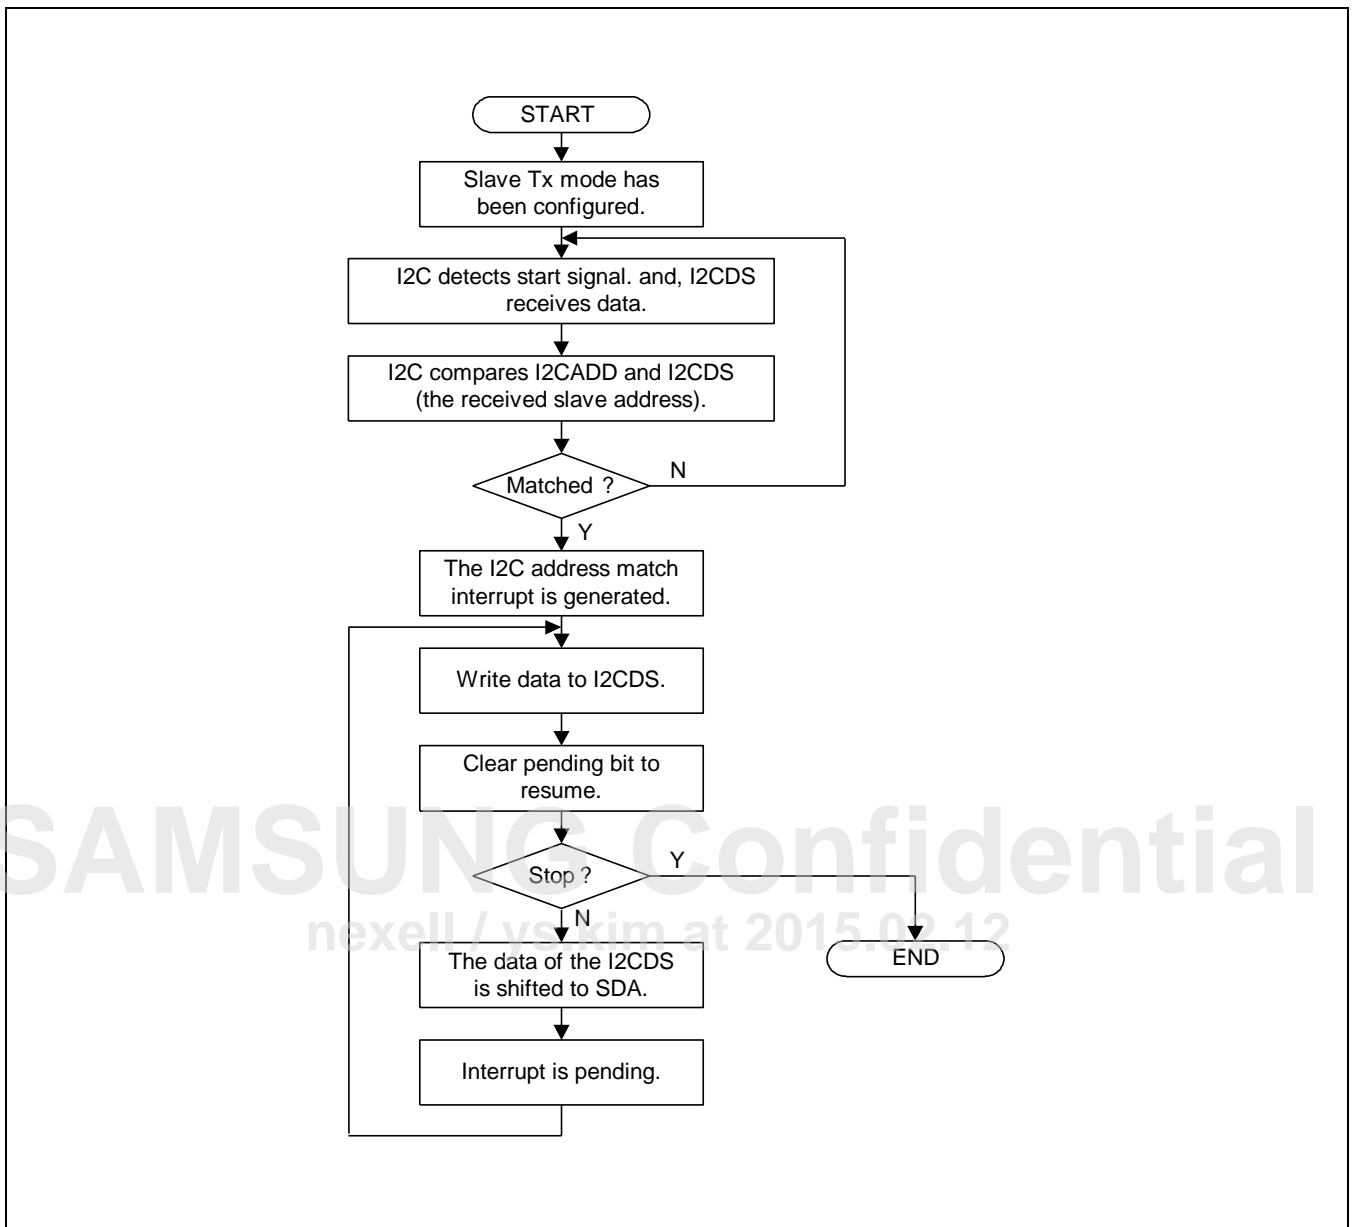 START
Slave Tx mode has
been configured.
I2C detects start signal. and, I2CDS
receives data.
I2C compares I2CADD and I2CDS
(the received slave address).
Matched ?
N
Y
The I2C address match
interrupt is generated.
Write data to I2CDS.
Clear pending bit to
resume.
SAMSUNG Confidential
Stop ?
Y
N
nexell / ys.kim at 2015.02.12
The data of the I2CDS
is shifted to SDA.
END
Interrupt is pending.